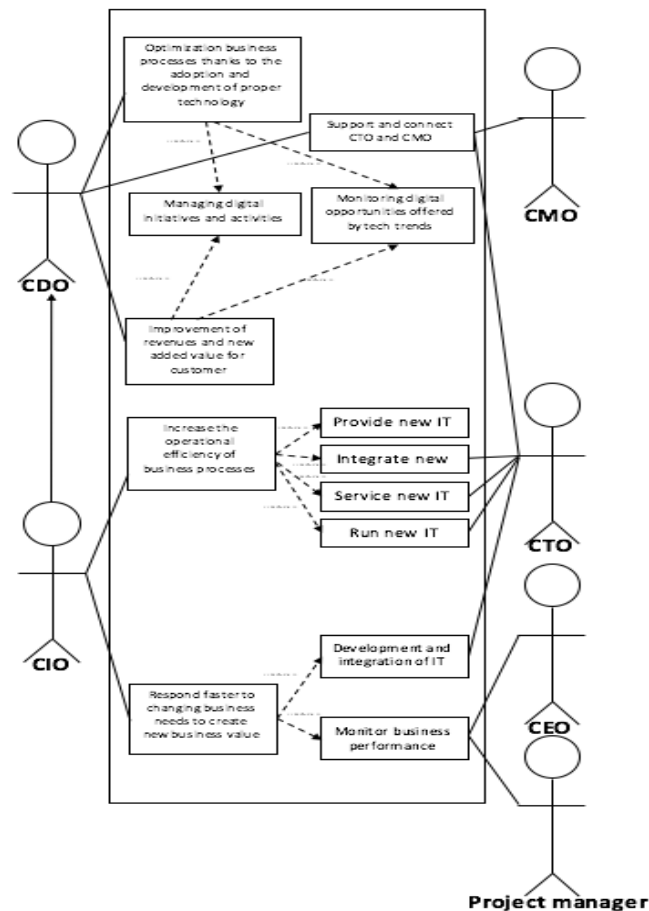 Optimization business
processes thanks to the
adoption and
development of proper
technology
Support and connect
CTO and CMO
Managing digital
initiatives and activities
Monitoring digital
opportunities offered
by tech trends
CMO
CDO
Improvement of
revenues and new
added value for
customer
Increase the
operational
efficiency of
business processes
Provide new IT
Integrate new
Service new IT
Run new IT
CTO
CIO
Development and
integration of IT
Respond faster to
changing business
needs to create
new business value
Monitor business
performance
CEO
Project manager